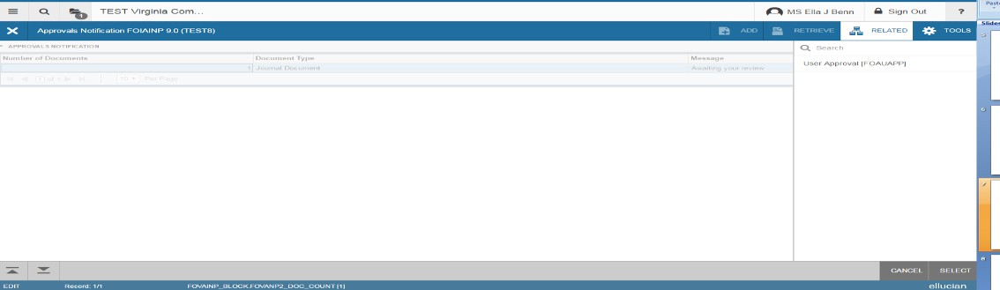 TEST Virginia Com...
1
MS Ella J Benn
Sign Out
?
Paste
Approvals Notification FOIAINP 9.0 (TEST8)
ADD
RETRIEVE
RELATED
TOOLS
Slides
APPROVALS NOTIFICATION
Search
Number of Documents
Document Type
Message
User Approval [FOAUAPP]
1
Journal Document
Awaiting your review
1 of 1
10
Per Page
6
7
8
CANCEL
SELECT
EDIT
Record: 1/1
FOVAINP_BLOCK.FOVANP2_DOC_COUNT [1]
ellucian